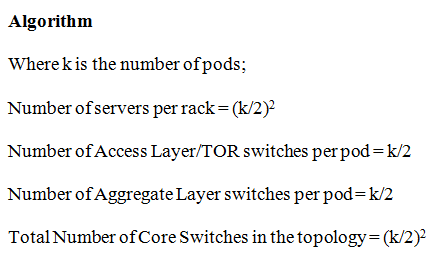 Algorithm
Where k is the number of pods;
Number of servers per rack = (k/2)²
Number of Access Layer/TOR switches per pod = k/2
Number of Aggregate Layer switches per pod= k/2
Total Number of Core Switches in the topology = (k/2)²